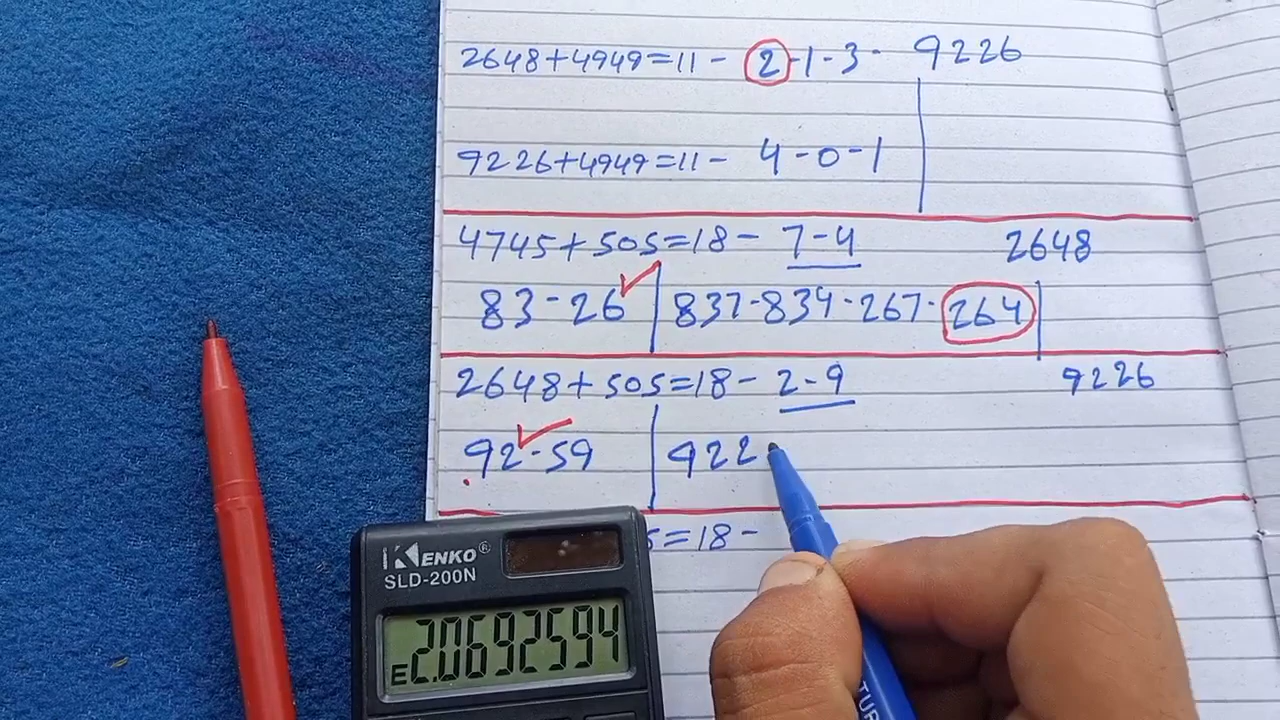 2648+4949=11- 2-1-3- 9226
9226+4949=11- 4-0-1
4745+505=18- 7-4 2648
83-26 837-834-267-264
2648+505=18- 2-9 9226
92-59 922
5=18-
KENKO®
SLD-200N
E2.0692594
TUR